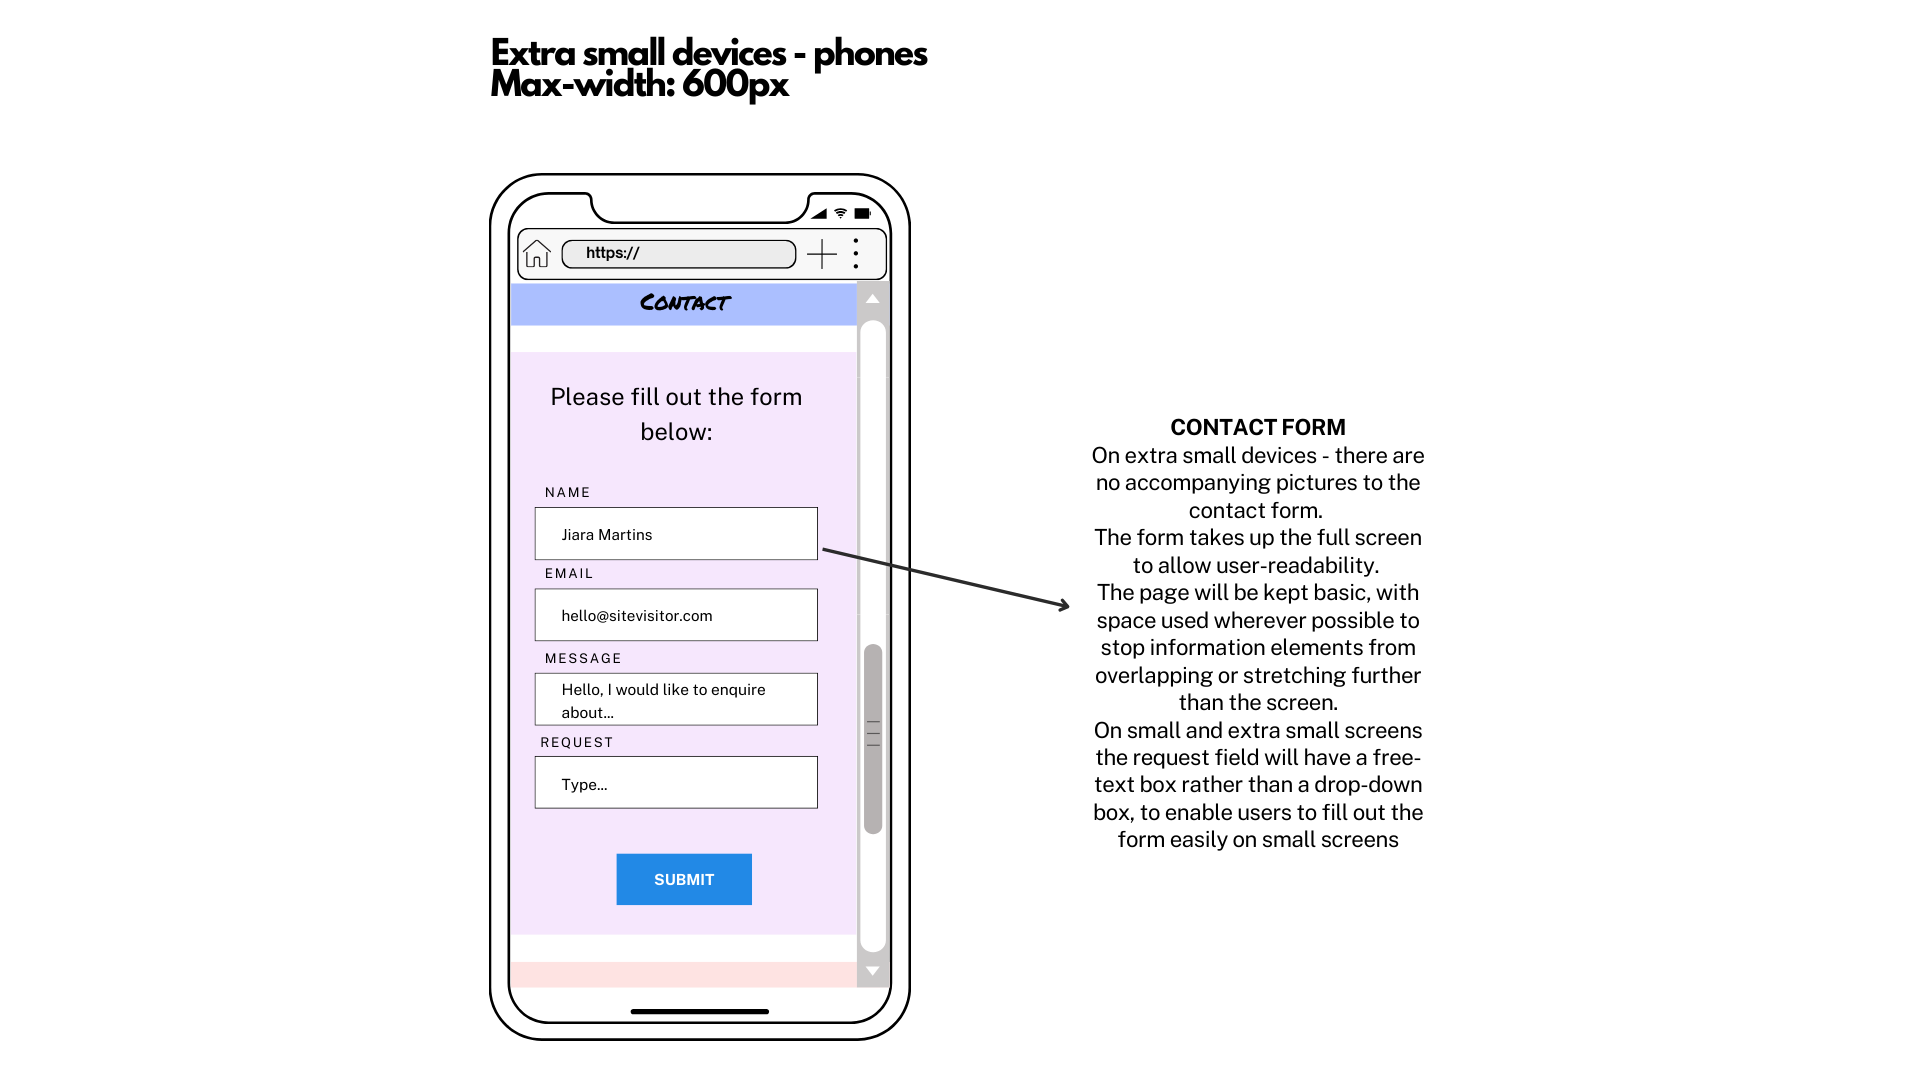 Extra small devices - phones
Max-width: 600px
https://
Contact
Please fill out the form
below:
NAME
Jiara Martins
EMAIL
hello@sitevisitor.com
MESSAGE
Hello, I would like to enquire
about...
REQUEST
Type...
SUBMIT
CONTACT FORM
On extra small devices - there are
no accompanying pictures to the
contact form.
The form takes up the full screen
to allow user-readability.
The page will be kept basic, with
space used wherever possible to
stop information elements from
overlapping or stretching further
than the screen.
On small and extra small screens
the request field will have a free-
text box rather than a drop-down
box, to enable users to fill out the
form easily on small screens